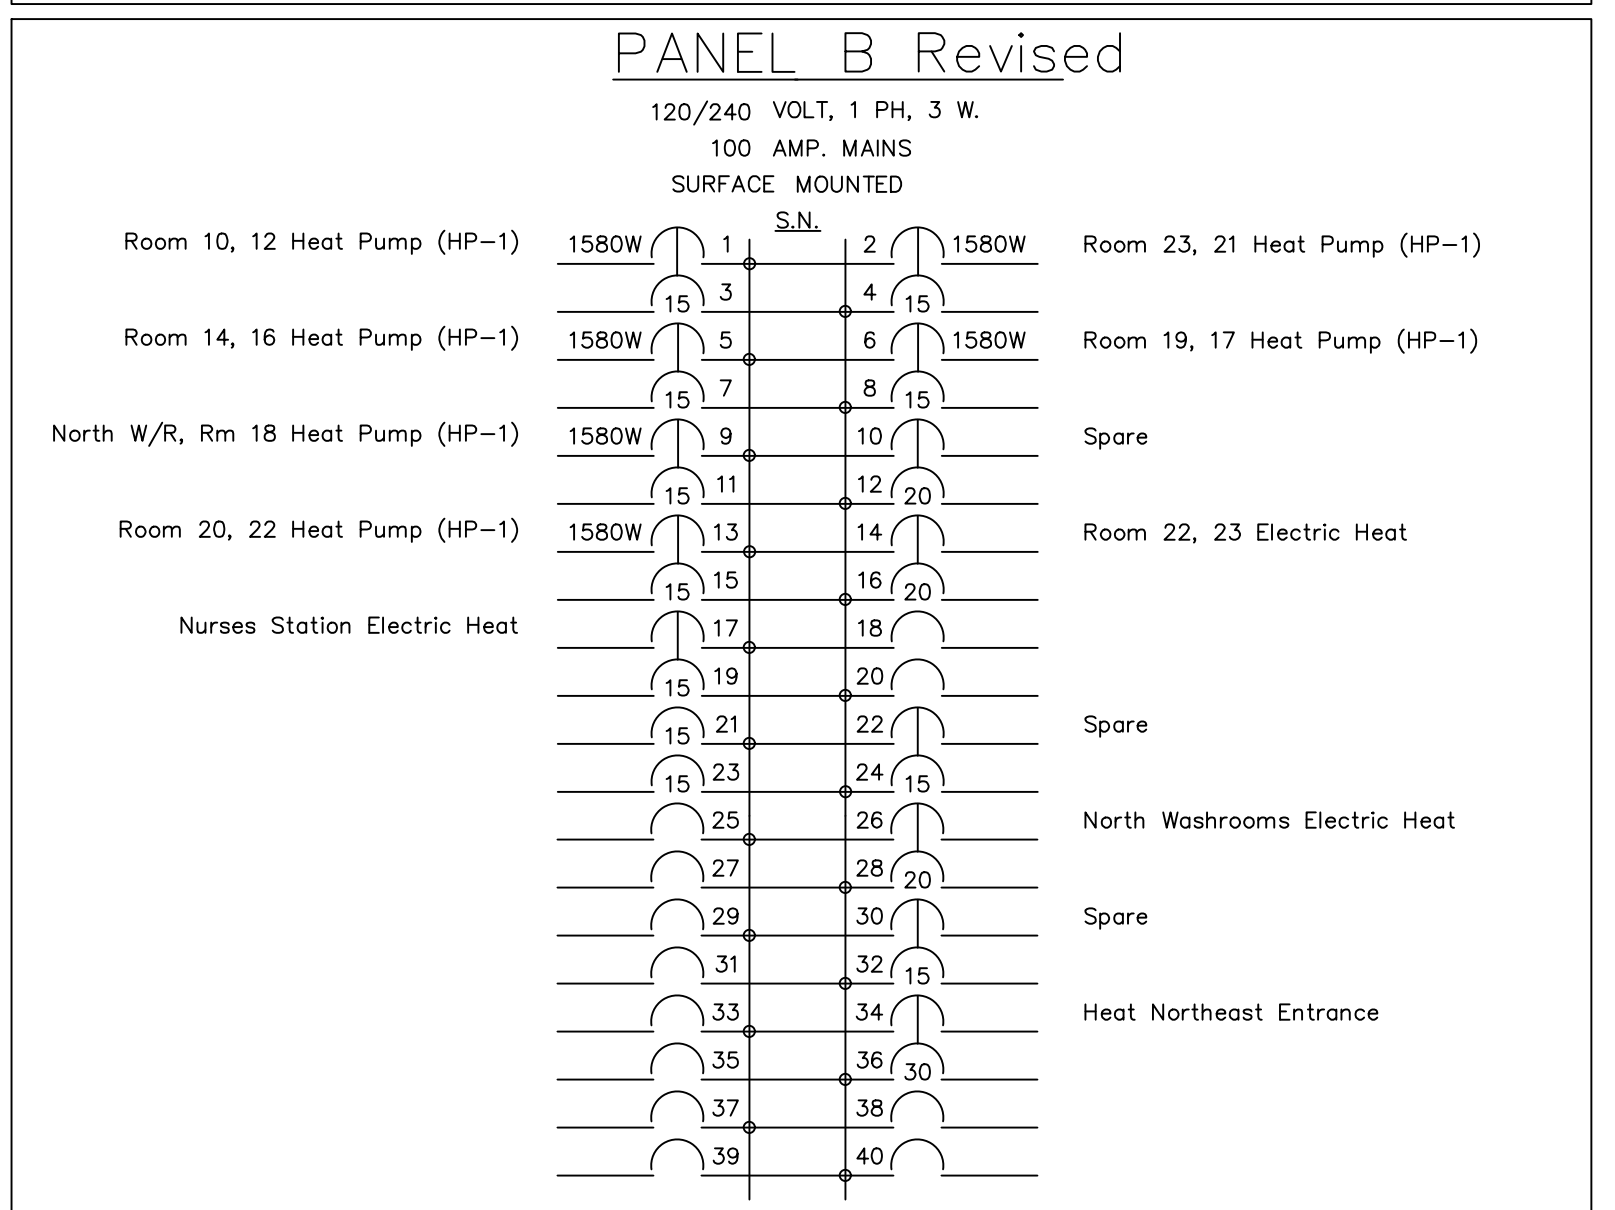 PANEL B Revised
120/240 VOLT, 1 PH, 3 W.
100 AMP. MAINS
SURFACE MOUNTED
S.N.
Room 10, 12 Heat Pump (HP-1) 1580W 1 2 1580W Room 23, 21 Heat Pump (HP-1)
15 3 4 15
Room 14, 16 Heat Pump (HP-1) 1580W 5 6 1580W Room 19, 17 Heat Pump (HP-1)
15 7 8 15
North W/R, Rm 18 Heat Pump (HP-1) 1580W 9 10 Spare
15 11 12 20
Room 20, 22 Heat Pump (HP-1) 1580W 13 14 Room 22, 23 Electric Heat
15 15 16 20
Nurses Station Electric Heat 17 18
15 19 20
15 21 22 Spare
15 23 24 15
25 26 North Washrooms Electric Heat
27 28 20
29 30 Spare
31 32 15
33 34 Heat Northeast Entrance
35 36 30
37 38
39 40